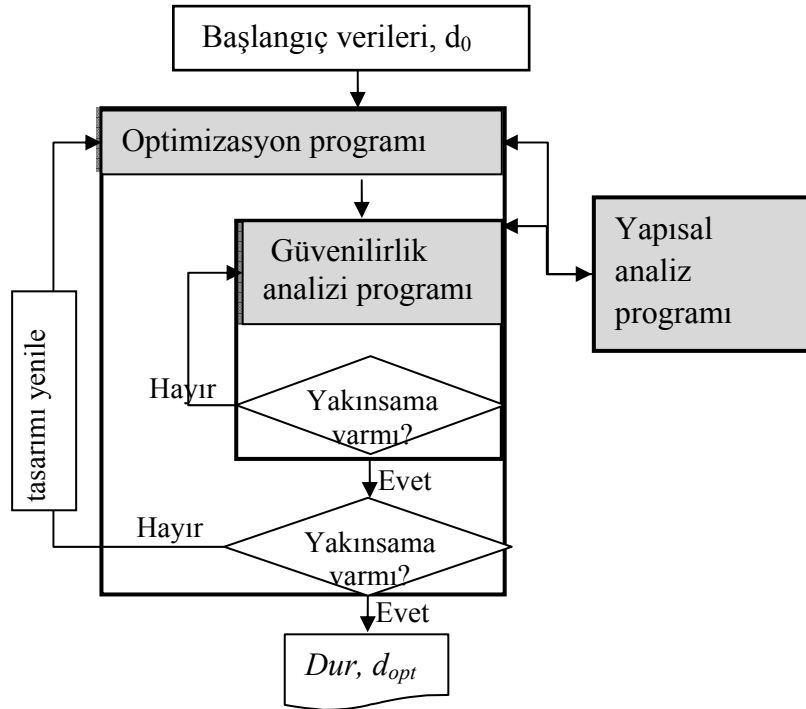 Başlangıç verileri, d₀
Optimizasyon programı
Güvenilirlik
analizi programı
Yapısal
analiz
programı
tasarımı yenile
Hayır
Yakınsama
varmı?
Evet
Hayır
Yakınsama
varmı?
Evet
Dur, dₒₚₜ